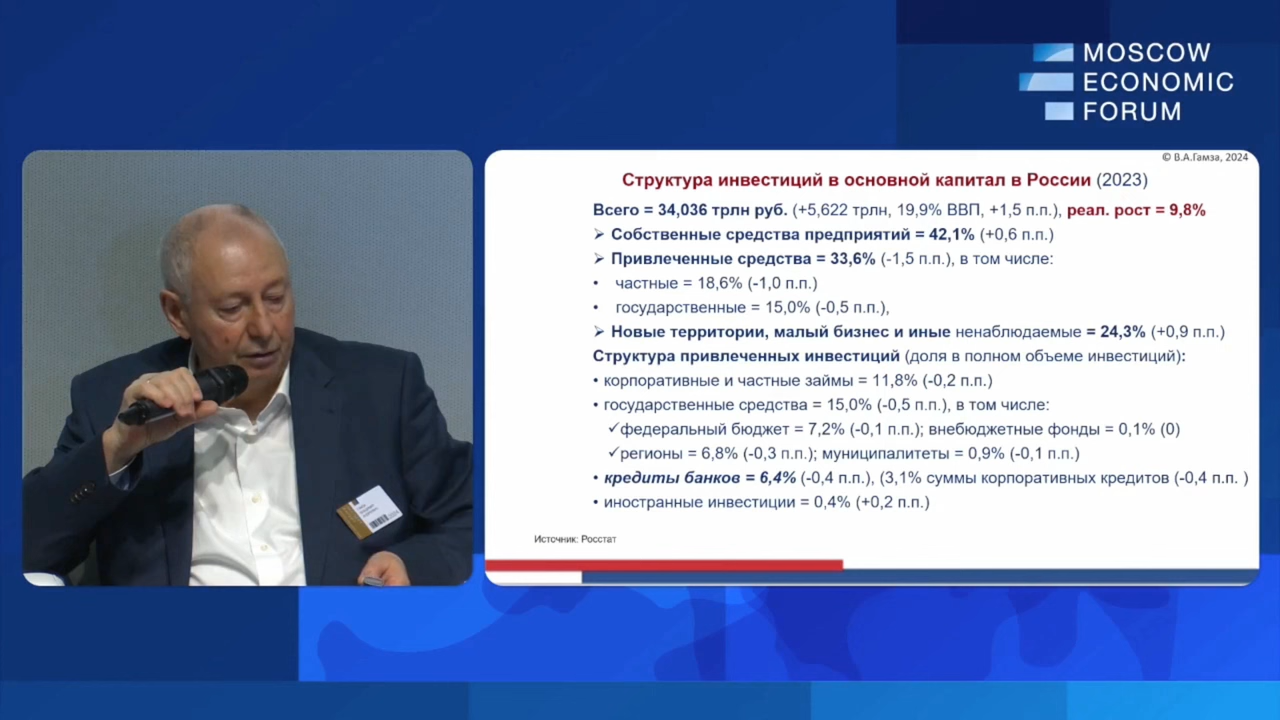 MOSCOW
ECONOMIC
FORUM
© В.А.Гамза, 2024
Структура инвестиций в основной капитал в России (2023)
Всего = 34,036 трлн руб. (+5,622 трлн, 19,9% ВВП, +1,5 п.п.), реал. рост = 9,8%
➢ Собственные средства предприятий = 42,1% (+0,6 п.п.)
➢ Привлеченные средства = 33,6% (-1,5 п.п.), в том числе:
• частные = 18,6% (-1,0 п.п.)
• государственные = 15,0% (-0,5 п.п.),
➢ Новые территории, малый бизнес и иные ненаблюдаемые = 24,3% (+0,9 п.п.)
Структура привлеченных инвестиций (доля в полном объеме инвестиций):
• корпоративные и частные займы = 11,8% (-0,2 п.п.)
• государственные средства = 15,0% (-0,5 п.п.), в том числе:
✓федеральный бюджет = 7,2% (-0,1 п.п.); внебюджетные фонды = 0,1% (0)
✓регионы = 6,8% (-0,3 п.п.); муниципалитеты = 0,9% (-0,1 п.п.)
• кредиты банков = 6,4% (-0,4 п.п.), (3,1% суммы корпоративных кредитов (-0,4 п.п. )
• иностранные инвестиции = 0,4% (+0,2 п.п.)
Источник: Росстат